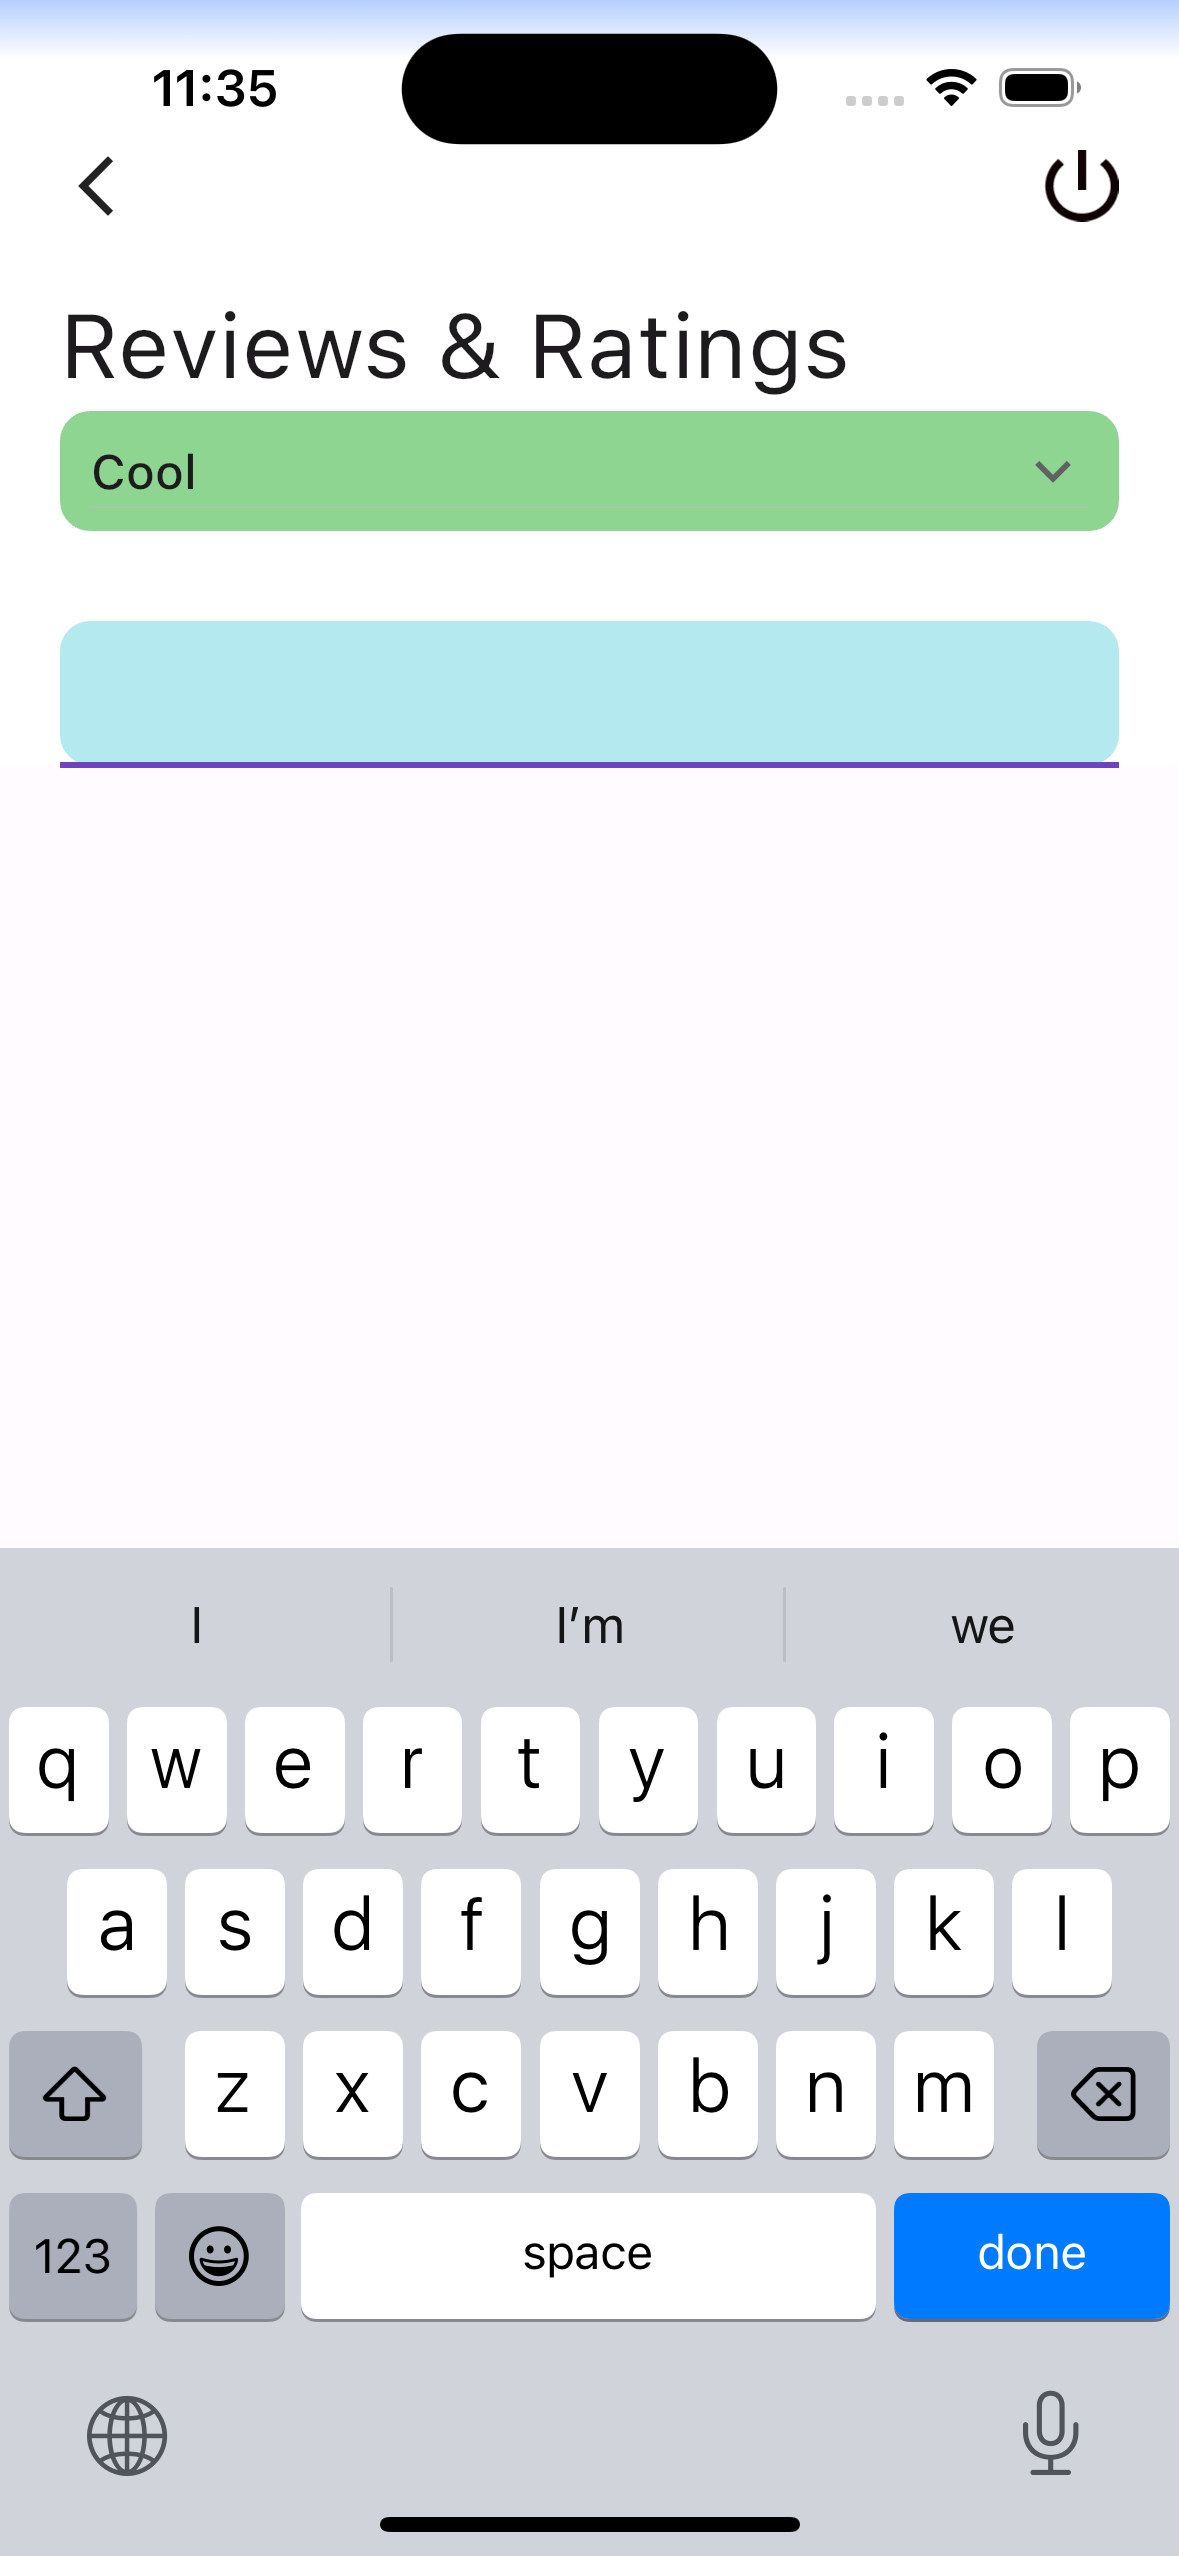 11:35
Reviews & Ratings
Cool
I I’m we
q w e r t y u i o p
a s d f g h j k l
z x c v b n m
123 space done